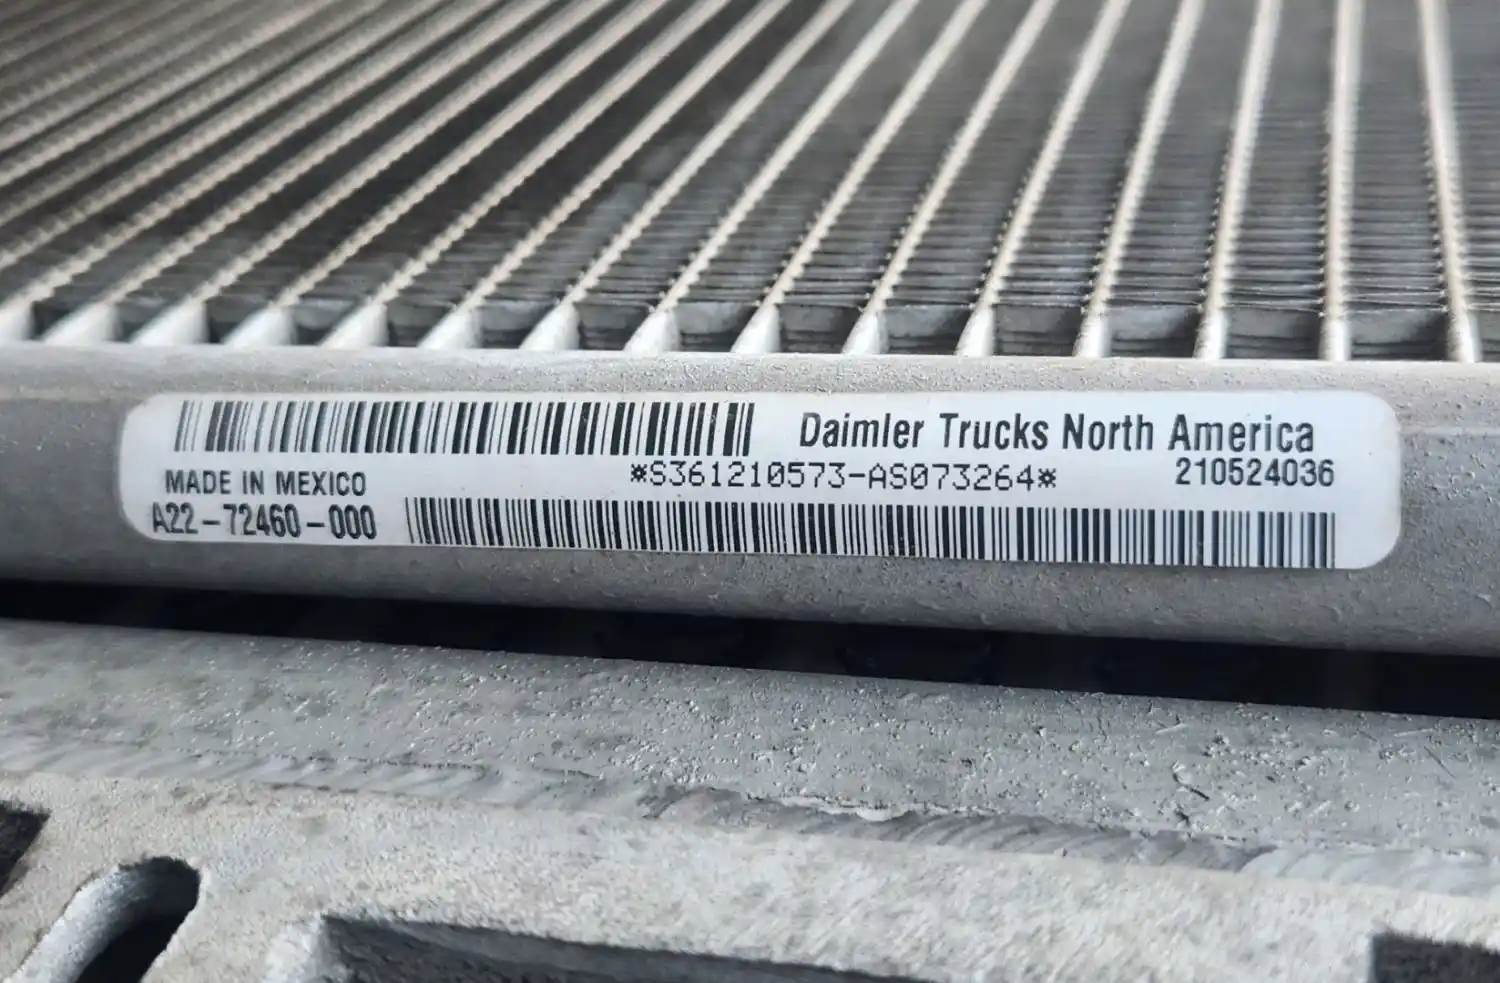 Daimler Trucks North America
MADE IN MEXICO
*S361210573-AS073264*
210524036
A22-72460-000